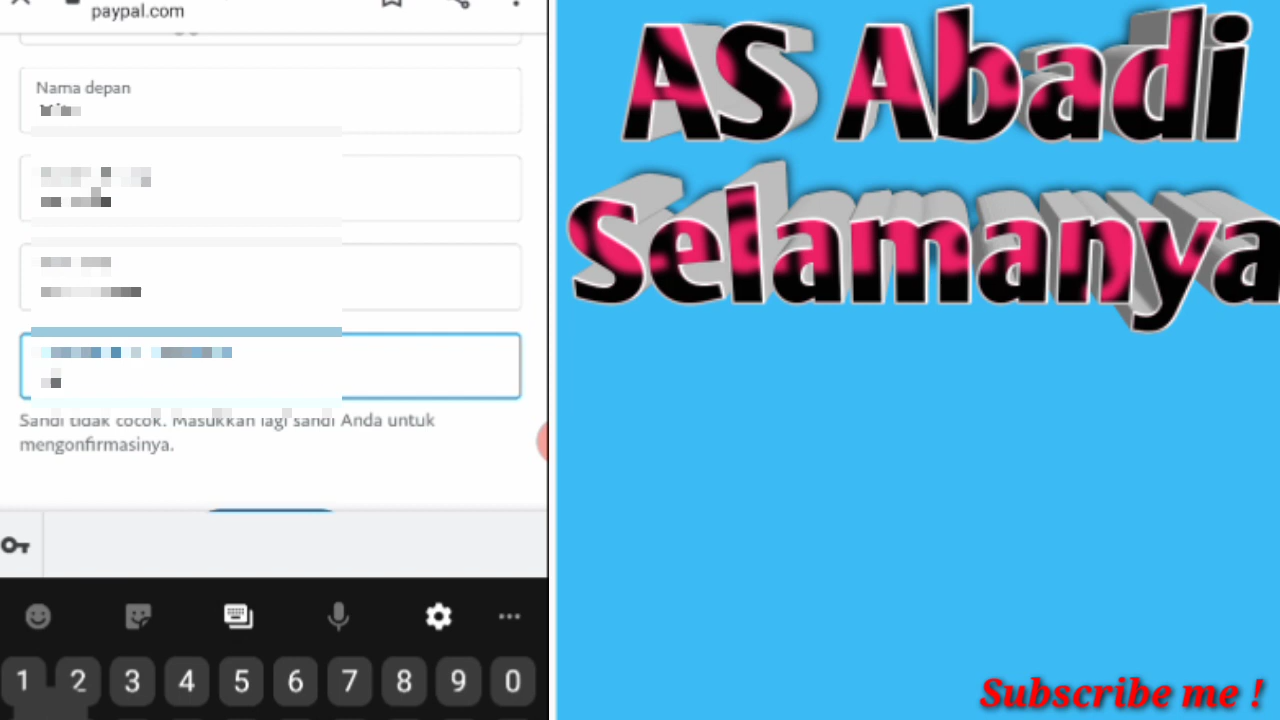 paypal.com
Nama depan
Sandi tidak cocok. Masukkan lagi sandi Anda untuk
mengonfirmasinya.
1 2 3 4 5 6 7 8 9 0
AS Abadi
Selamanya
Subscribe me !